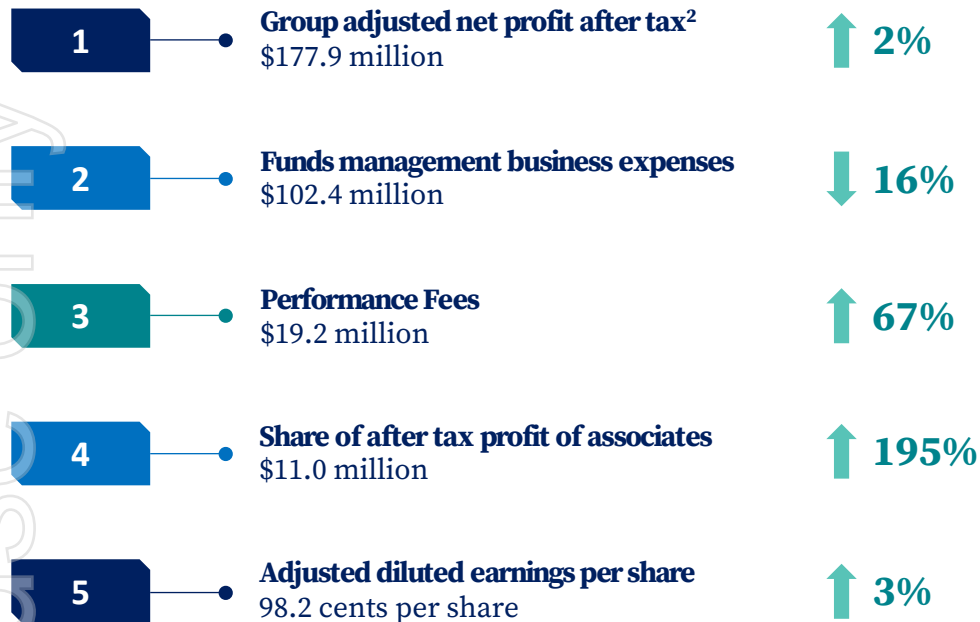 1
Group adjusted net profit after tax²
$177.9 million
2%
2
Funds management business expenses
$102.4 million
16%
3
Performance Fees
$19.2 million
67%
4
Share of after tax profit of associates
$11.0 million
195%
5
Adjusted diluted earnings per share
98.2 cents per share
3%